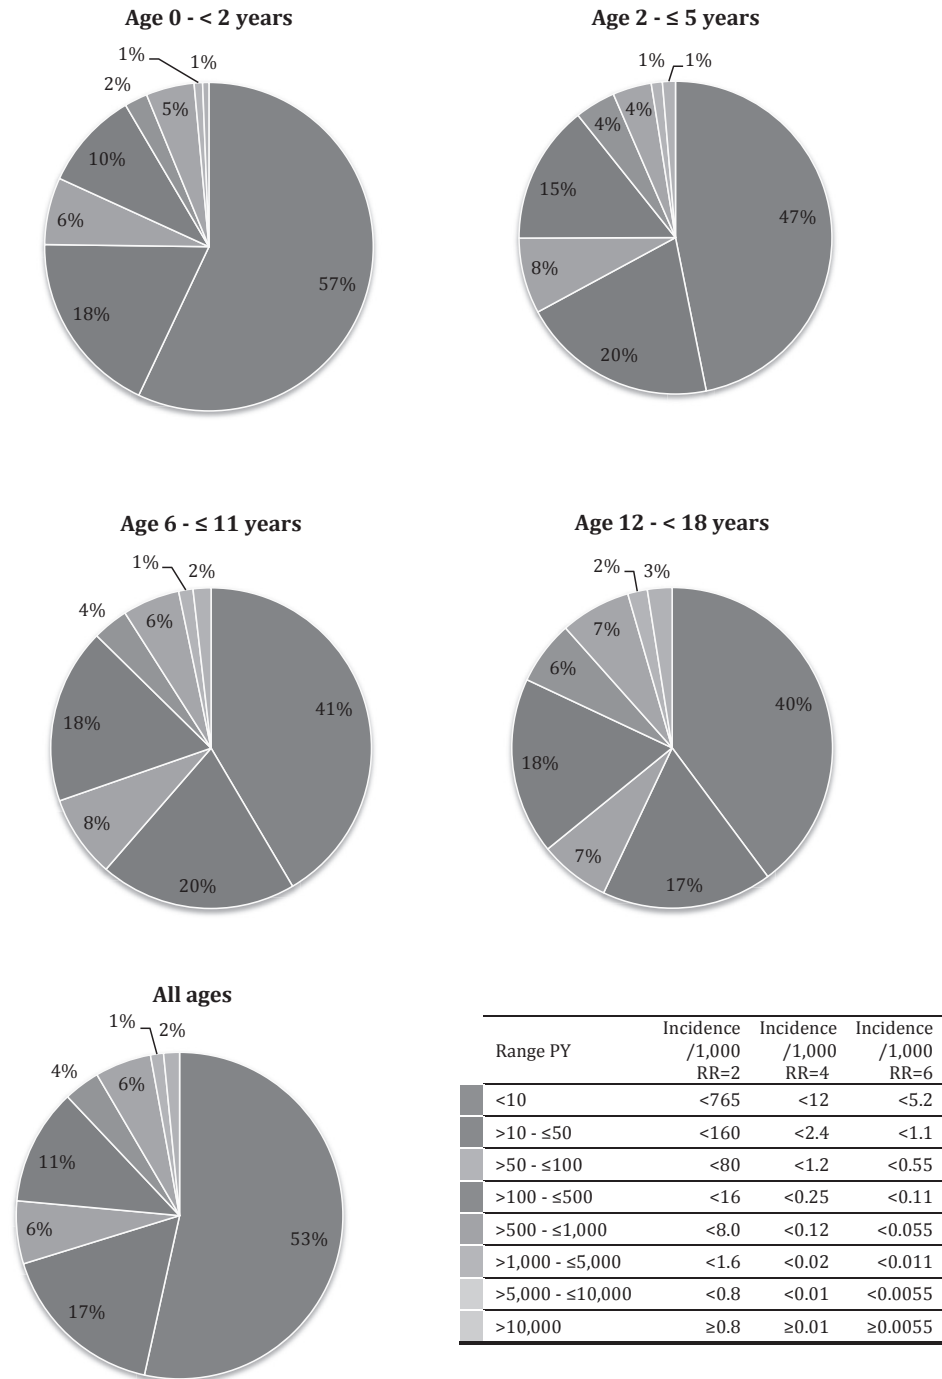 Age 0 - < 2 years
1%
1%
2%
5%
10%
6%
18%
57%
Age 2 - ≤ 5 years
1%
1%
4%
4%
15%
8%
20%
47%
Age 6 - ≤ 11 years
1%
2%
4%
6%
18%
8%
20%
41%
Age 12 - < 18 years
2%
3%
7%
6%
18%
7%
17%
40%
All ages
1%
2%
4%
6%
11%
6%
17%
53%
Range PY Incidence /1,000 RR=2 Incidence /1,000 RR=4 Incidence /1,000 RR=6
<10 <765 <12 <5.2
>10 - ≤50 <160 <2.4 <1.1
>50 - ≤100 <80 <1.2 <0.55
>100 - ≤500 <16 <0.25 <0.11
>500 - ≤1,000 <8.0 <0.12 <0.055
>1,000 - ≤5,000 <1.6 <0.02 <0.011
>5,000 - ≤10,000 <0.8 <0.01 <0.0055
>10,000 ≥0.8 ≥0.01 ≥0.0055